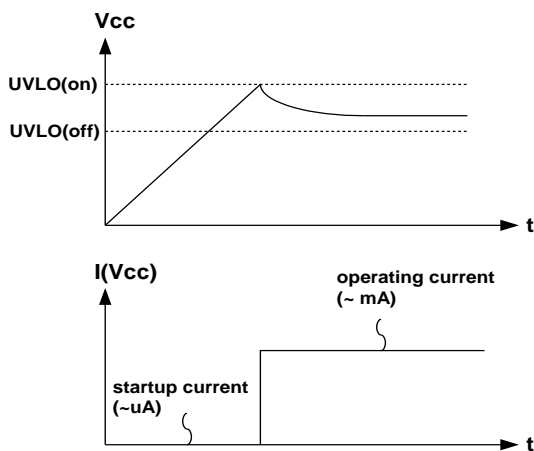 Vcc
UVLO(on)
UVLO(off)
t
I(Vcc)
operating current
(~ mA)
startup current
(~uA)
t